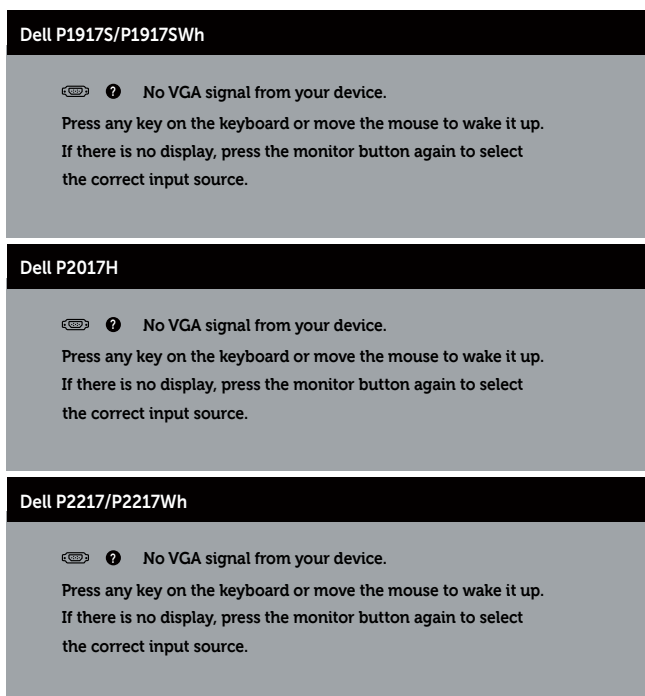 Dell P1917S/P1917SWh
? No VGA signal from your device.
Press any key on the keyboard or move the mouse to wake it up.
If there is no display, press the monitor button again to select
the correct input source.
Dell P2017H
? No VGA signal from your device.
Press any key on the keyboard or move the mouse to wake it up.
If there is no display, press the monitor button again to select
the correct input source.
Dell P2217/P2217Wh
? No VGA signal from your device.
Press any key on the keyboard or move the mouse to wake it up.
If there is no display, press the monitor button again to select
the correct input source.